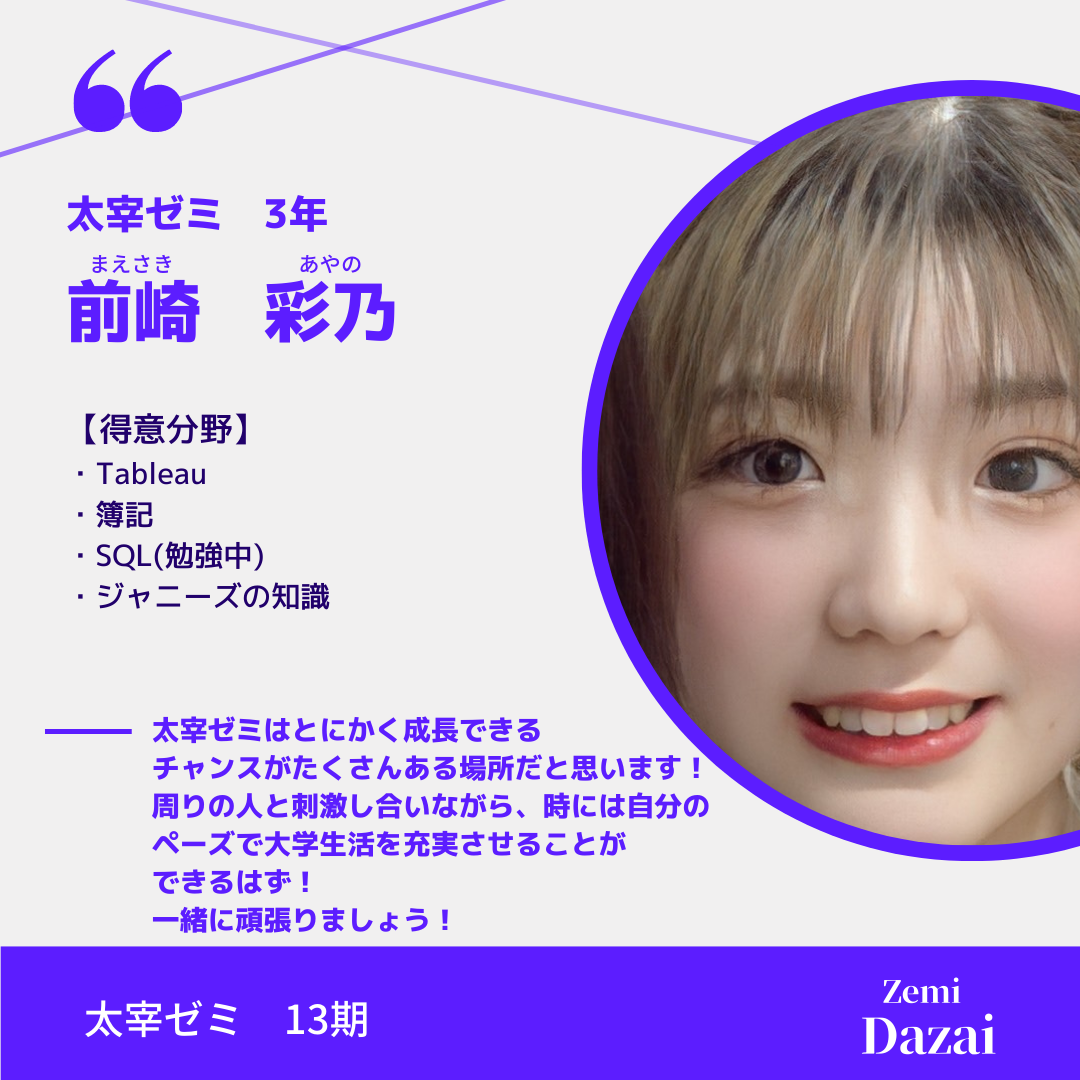 太宰ゼミ　3年
まえさき　あやの
前崎　彩乃
【得意分野】
・Tableau
・簿記
・SQL(勉強中)
・ジャニーズの知識
太宰ゼミはとにかく成長できる
チャンスがたくさんある場所だと思います！
周りの人と刺激し合いながら、時には自分の
ペーズで大学生活を充実させることが
できるはず！
一緒に頑張りましょう！
太宰ゼミ　13期
Zemi
Dazai